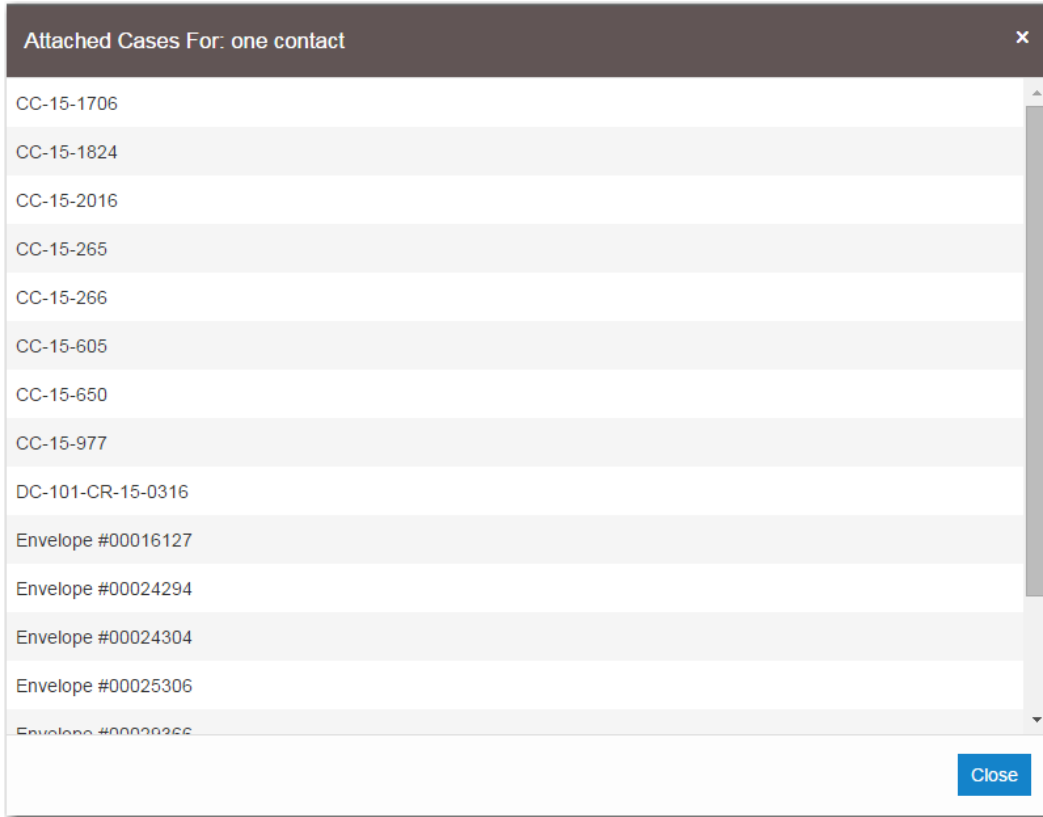 Attached Cases For: one contact ×
CC-15-1706
CC-15-1824
CC-15-2016
CC-15-265
CC-15-266
CC-15-605
CC-15-650
CC-15-977
DC-101-CR-15-0316
Envelope #00016127
Envelope #00024294
Envelope #00024304
Envelope #00025306
Envelope #00029366
Close